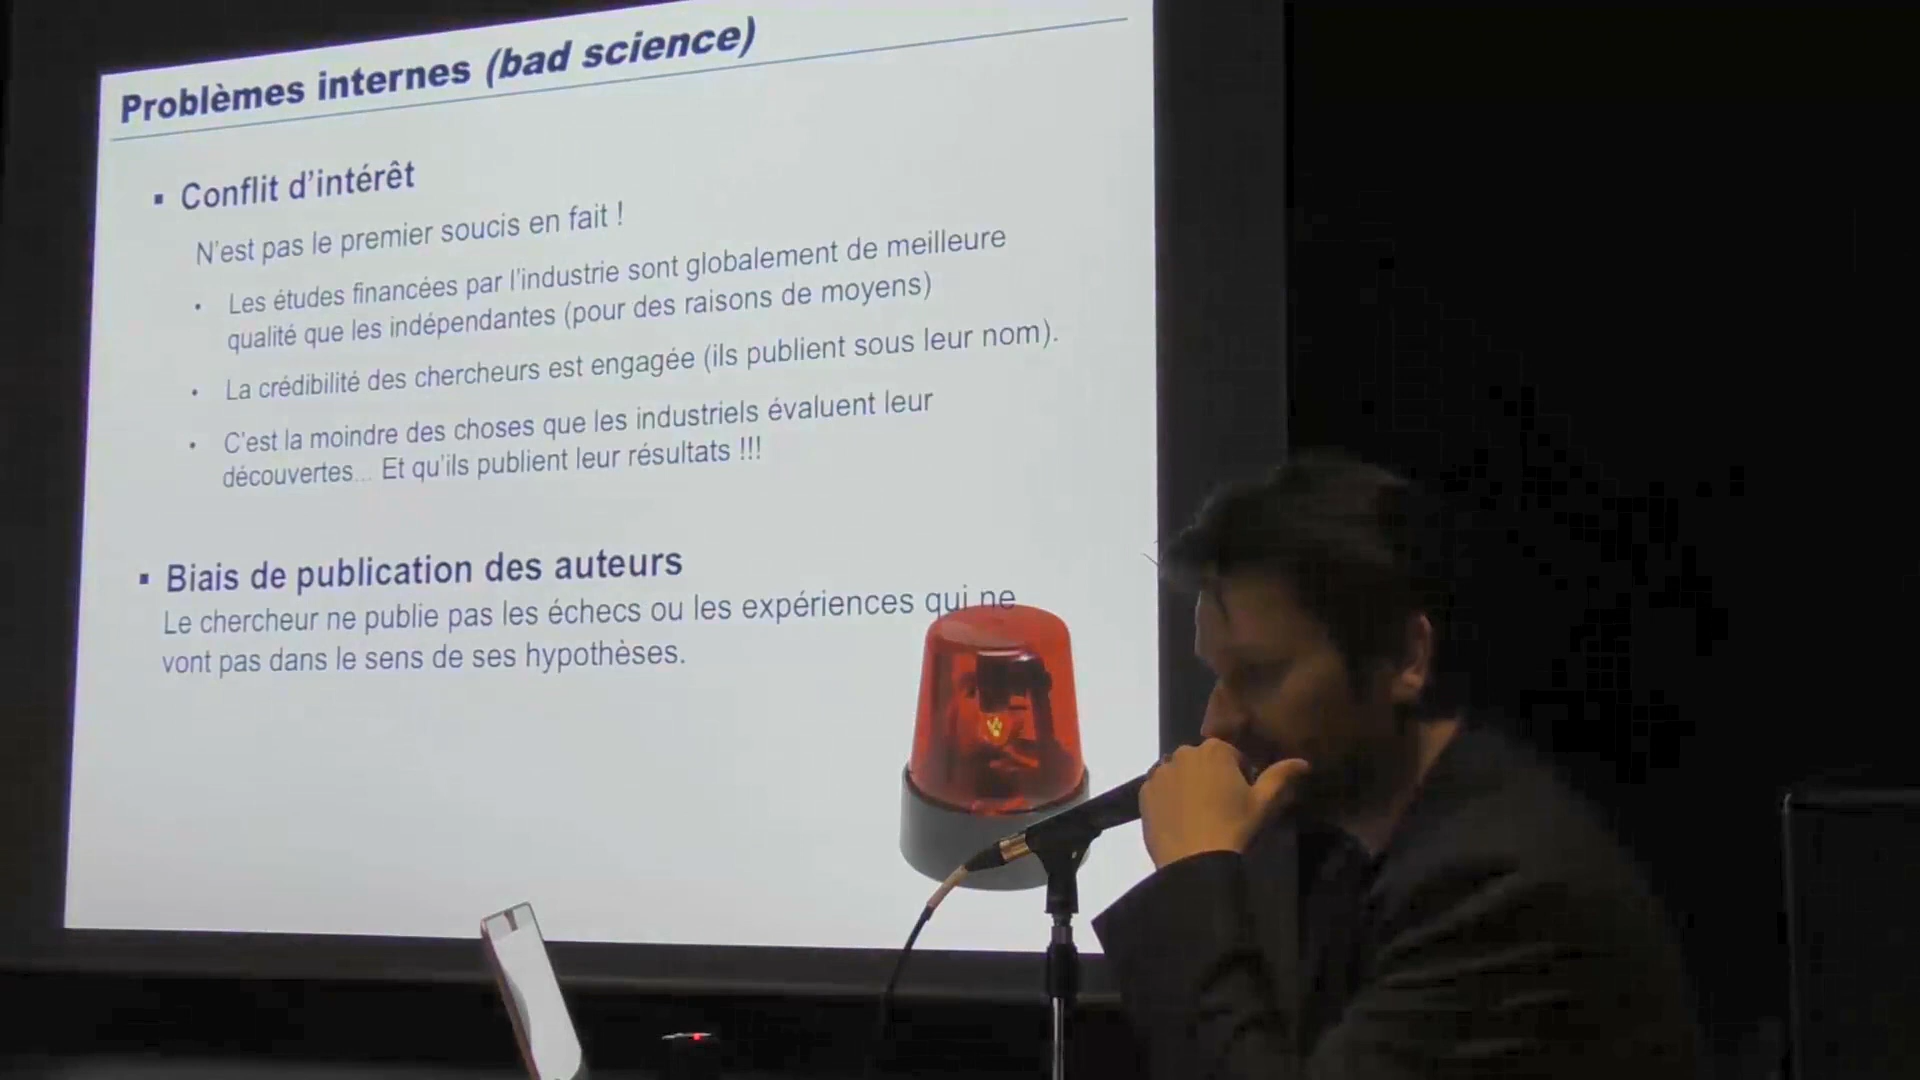 Problèmes internes (bad science)
▪ Conflit d'intérêt
N'est pas le premier soucis en fait !
• Les études financées par l'industrie sont globalement de meilleure
qualité que les indépendantes (pour des raisons de moyens)
• La crédibilité des chercheurs est engagée (ils publient sous leur nom).
• C'est la moindre des choses que les industriels évaluent leur
découvertes... Et qu'ils publient leur résultats !!!
▪ Biais de publication des auteurs
Le chercheur ne publie pas les échecs ou les expériences qui ne
vont pas dans le sens de ses hypothèses.